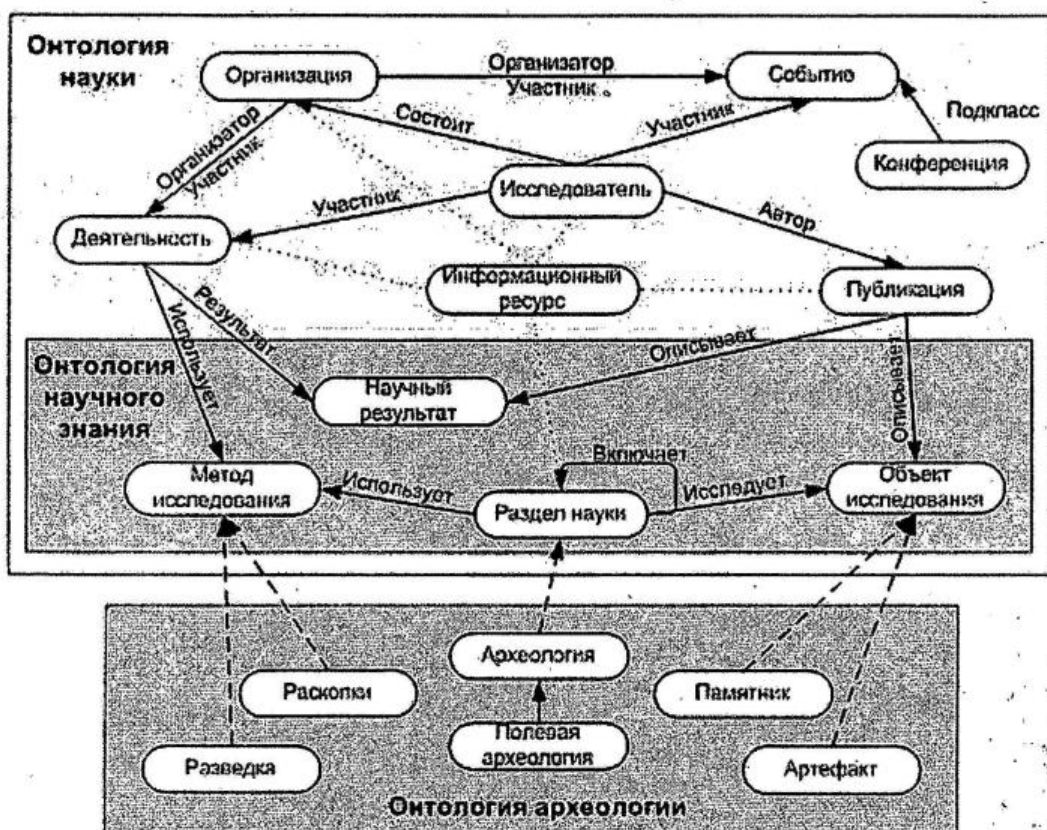 Онтология
науки
Организация
Организатор
Участник
Событие
Подкласс
Конференция
Состоит
Участник
Организатор
Участник
Исследователь
Участник
Автор
Деятельность
Информационный
ресурс
Публикация
Результат
Использует
Описывает
Описывает
Онтология
научного
знания
Научный
результат
Включает
Метод
исследования
Использует
Раздел науки
Исследует
Объект
исследования
Археология
Раскопки
Памятник
Полевая
археология
Разведка
Артефакт
Онтология археологии